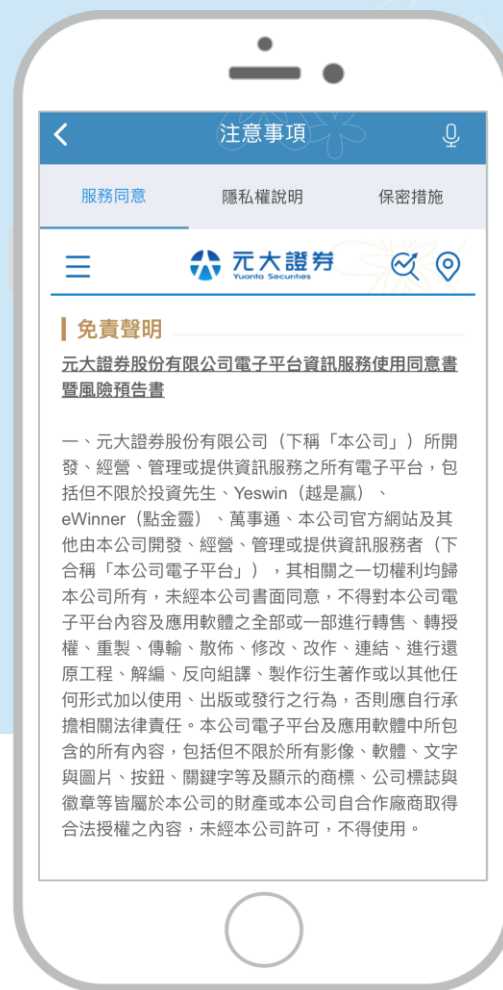 注意事項
服務同意 隱私權說明 保密措施
元大證券
Yuanta Securities
免責聲明
元大證券股份有限公司電子平台資訊服務使用同意書
暨風險預告書
一、元大證券股份有限公司（下稱「本公司」）所開
發、經營、管理或提供資訊服務之所有電子平台，包
括但不限於投資先生、Yeswin（越是贏）、
eWinner（點金靈）、萬事通、本公司官方網站及其
他由本公司開發、經營、管理或提供資訊服務者（下
合稱「本公司電子平台」），其相關之一切權利均歸
本公司所有，未經本公司書面同意，不得對本公司電
子平台內容及應用軟體之全部或一部進行轉售、轉授
權、重製、傳輸、散佈、修改、改作、連結、進行還
原工程、解編、反向組譯、製作衍生著作或以其他任
何形式加以使用、出版或發行之行為，否則應自行承
擔相關法律責任。本公司電子平台及應用軟體中所包
含的所有內容，包括但不限於所有影像、軟體、文字
與圖片、按鈕、關鍵字等及顯示的商標、公司標誌與
徽章等皆屬於本公司的財產或本公司自合作廠商取得
合法授權之內容，未經本公司許可，不得使用。